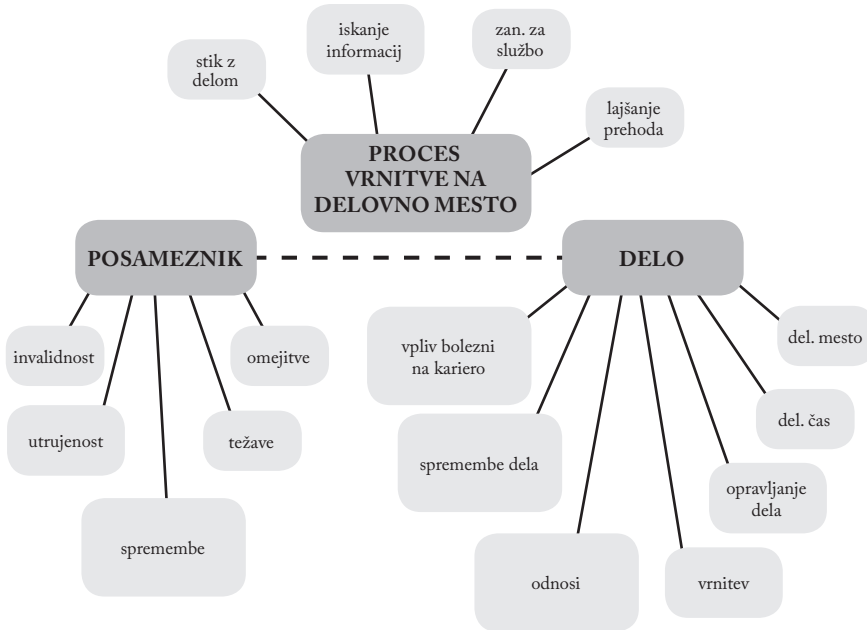 iskanje
informacij
zan. za
službo
stik z
delom
lajšanje
prehoda
PROCES
VRNITVE NA
DELOVNO MESTO
POSAMEZNIK
DELO
invalidnost
omejitve
utrujenost
težave
spremembe
vpliv bolezni
na kariero
del. mesto
spremembe dela
del. čas
opravljanje
dela
odnosi
vrnitev